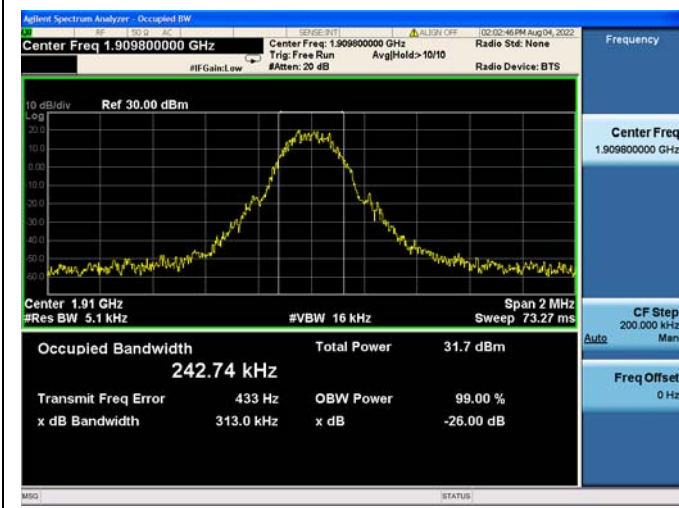 Agilent Spectrum Analyzer - Occupied BW
RF 50 Ω AC SENSE:INT ALIGN OFF 02:02:46 PM Aug 04, 2022
Center Freq 1.909800000 GHz
Center Freq: 1.909800000 GHz
Radio Std: None
Trig: Free Run Avg|Hold:> 10/10
#IFGain:Low #Atten: 20 dB Radio Device: BTS
Frequency
10 dB/div Ref 30.00 dBm
Log
20.0
10.0
0.00
10.0
20.0
30.0
40.0
50.0
60.0
Center 1.91 GHz Span 2 MHz
#Res BW 5.1 kHz #VBW 16 kHz Sweep 73.27 ms
Occupied Bandwidth Total Power 31.7 dBm
242.74 kHz
Transmit Freq Error 433 Hz OBW Power 99.00 %
x dB Bandwidth 313.0 kHz x dB -26.00 dB
Center Freq
1.909800000 GHz
CF Step
200.000 kHz
Auto Man
Freq Offset
0 Hz
MSG STATUS